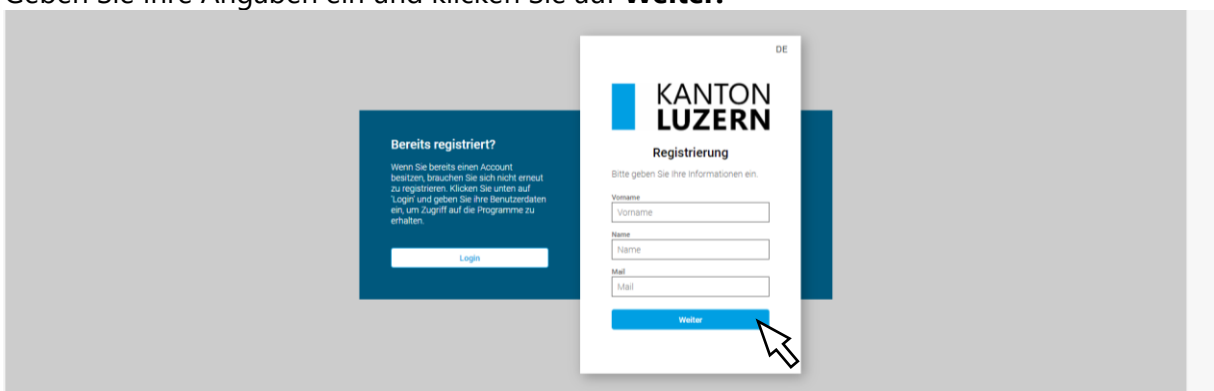 Geben Sie ihre Angaben ein und klicken Sie auf Weiter.
DE
KANTON
LUZERN
Bereits registriert?
Wenn Sie bereits einen Account
besitzen, brauchen Sie sich nicht erneut
zu registrieren. Klicken Sie unten auf
'Login' und geben Sie ihre Benutzerdaten
ein, um Zugriff auf die Programme zu
erhalten.
Login
Registrierung
Bitte geben Sie Ihre Informationen ein.
Vorname
Vorname
Name
Name
Mail
Mail
Weiter